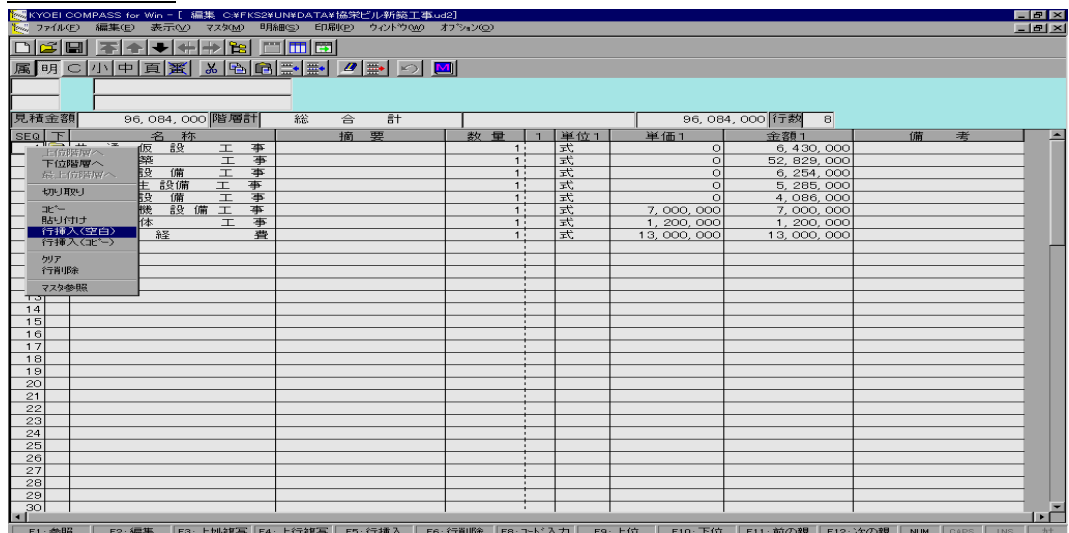 KYOEI COMPASS for Win - [ 編集 C:¥FKS2¥UN¥DATA¥協栄ビル新築工事.ud2]
ファイル(F) 編集(E) 表示(V) マスタ(M) 明細(S) 印刷(P) ウィンドウ(W) オプション(O)
属 明 C 小 中 頁
見積金額 96,084,000 階層計 総 合 計 96,084,000 行数 8
SEQ 下 名 称 摘 要 数 量 1 単位1 単価1 金額1 備 考
仮 設 工 事 1 式 0 6,430,000
築 工 事 1 式 0 52,829,000
設 備 工 事 1 式 0 6,254,000
生 設備 工 事 1 式 0 5,285,000
設 備 工 事 1 式 0 4,086,000
機 設 備 工 事 1 式 7,000,000 7,000,000
体 工 事 1 式 1,200,000 1,200,000
経 費 1 式 13,000,000 13,000,000
上位階層へ
下位階層へ
最上位階層へ
切り取り
コピー
貼り付け
行挿入(空白)
行挿入(コピー)
クリア
行削除
マスタ参照
13
14
15
16
17
18
19
20
21
22
23
24
25
26
27
28
29
30
F1:参照 F2:編集 F3:上桁複写 F4:上行複写 F5:行挿入 F6:行削除 F8:コード入力 F9:上位 F10:下位 F11:前の親 F12:次の親 NUM CAPS INS カナ